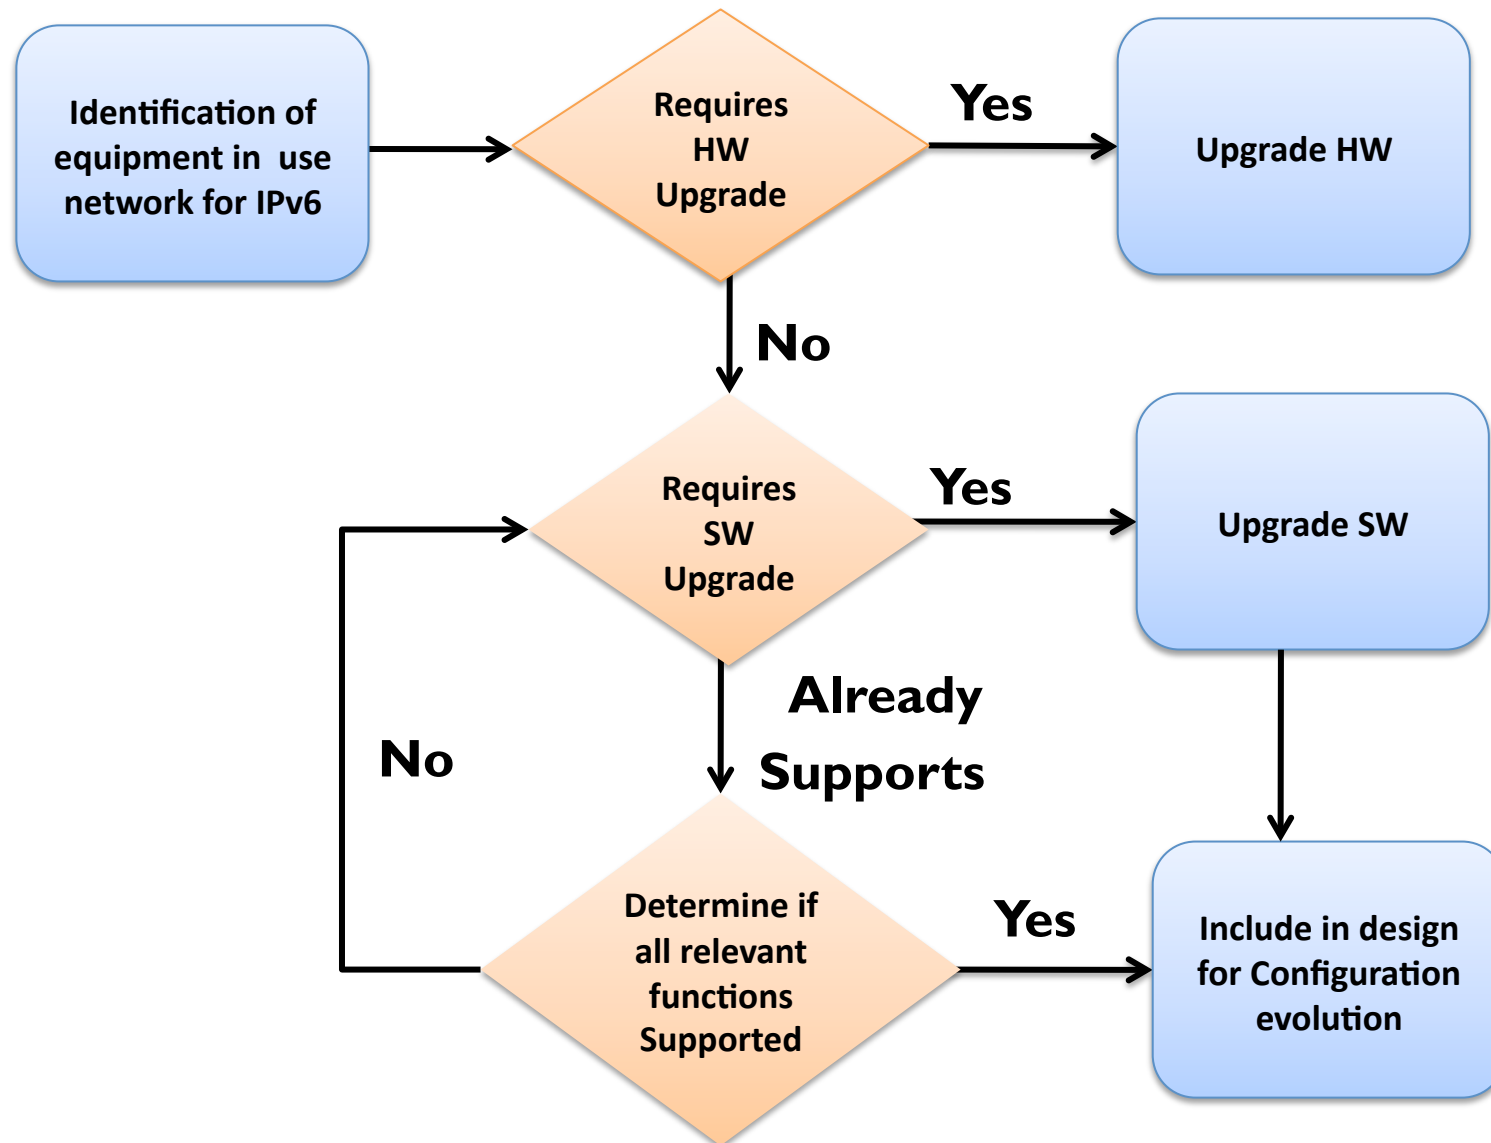 Identification of
equipment in use
network for IPv6
Requires
HW
Upgrade
Yes
Upgrade HW
No
Requires
SW
Upgrade
Yes
Upgrade SW
Already
Supports
No
Determine if
all relevant
functions
Supported
Yes
Include in design
for Configuration
evolution